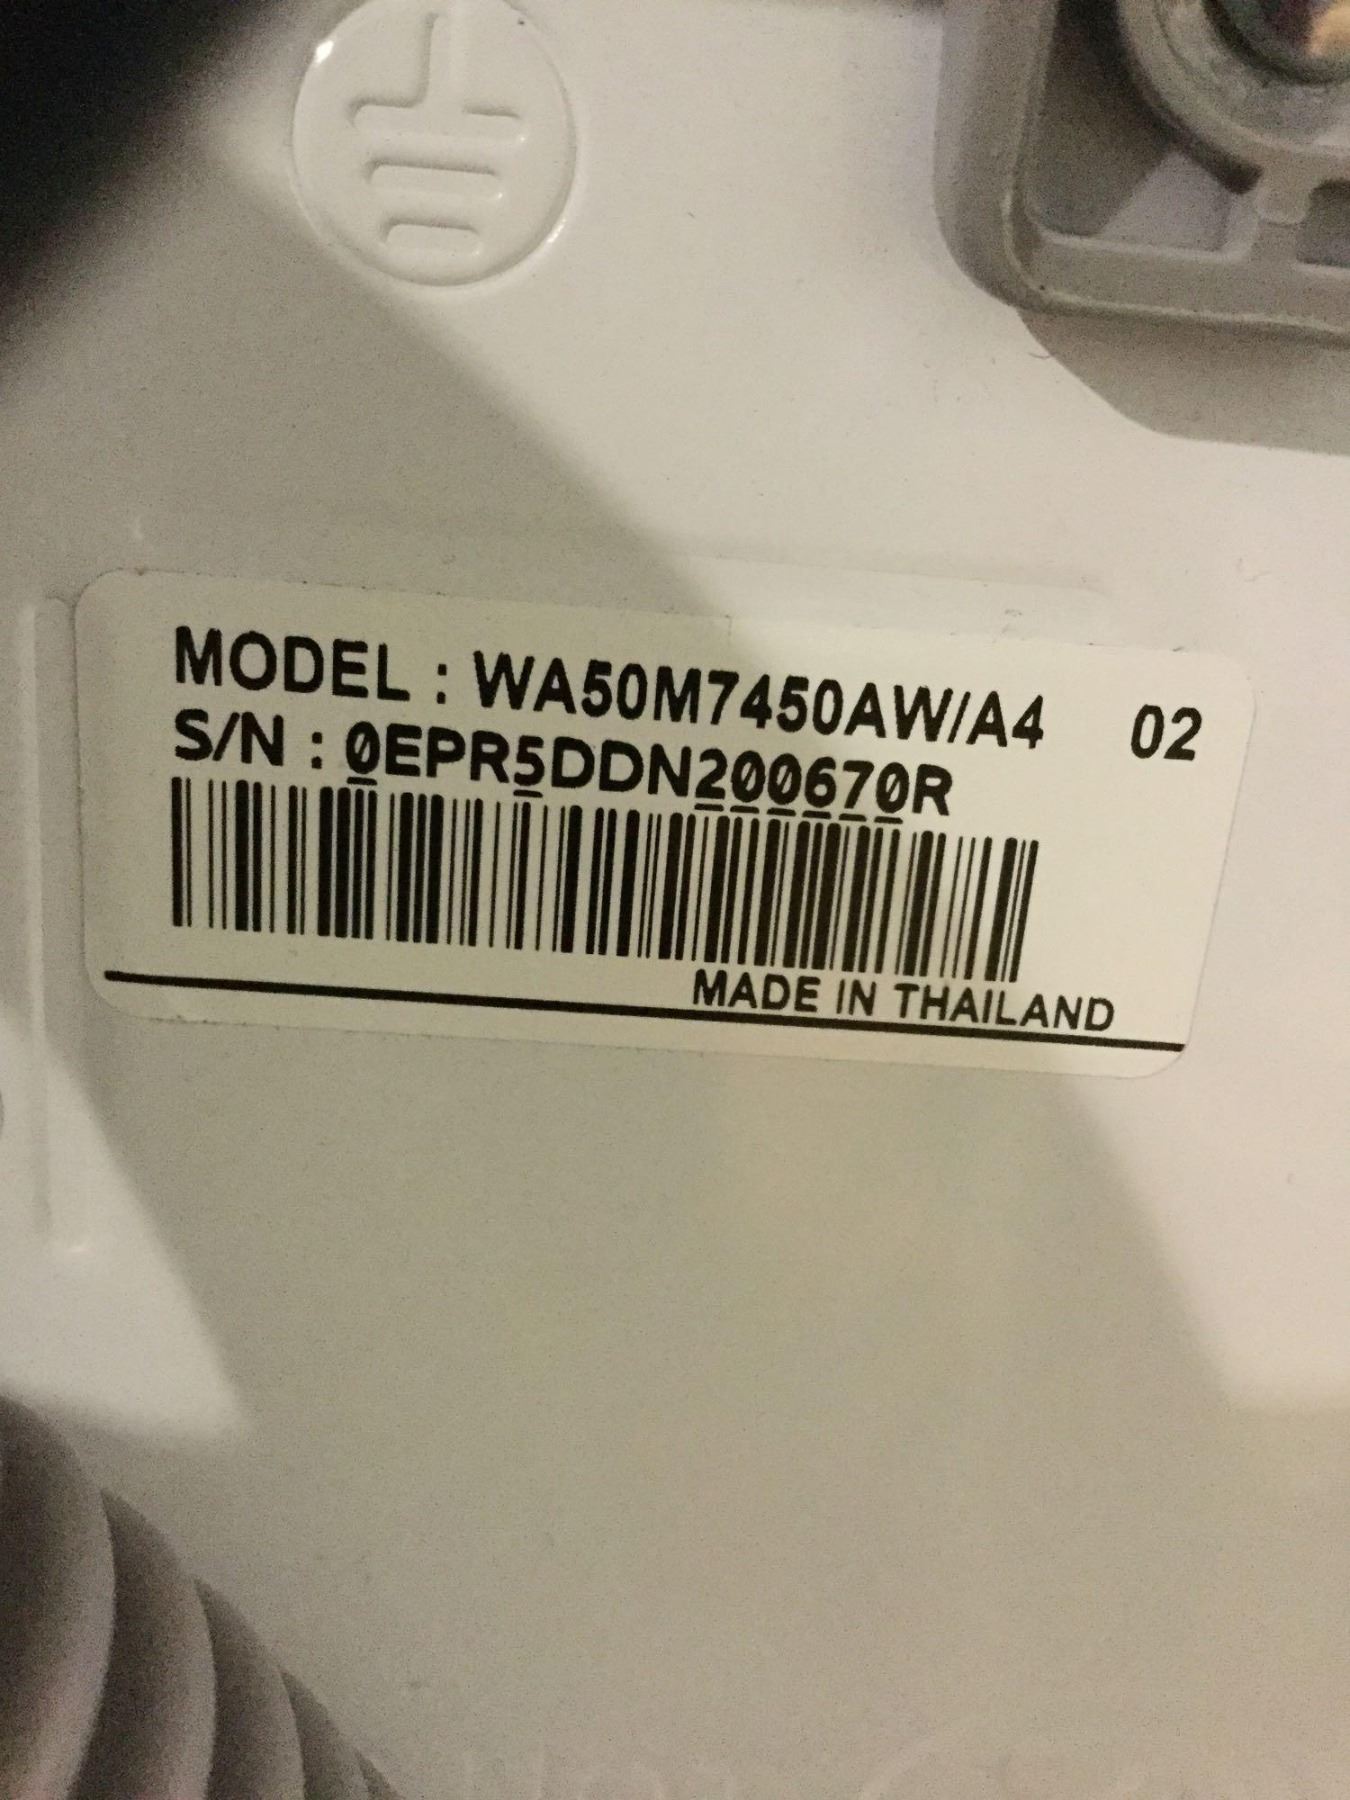 MODEL : WA50M7450AW/A4 02
S/N : 0EPR5DDN200670R
MADE IN THAILAND